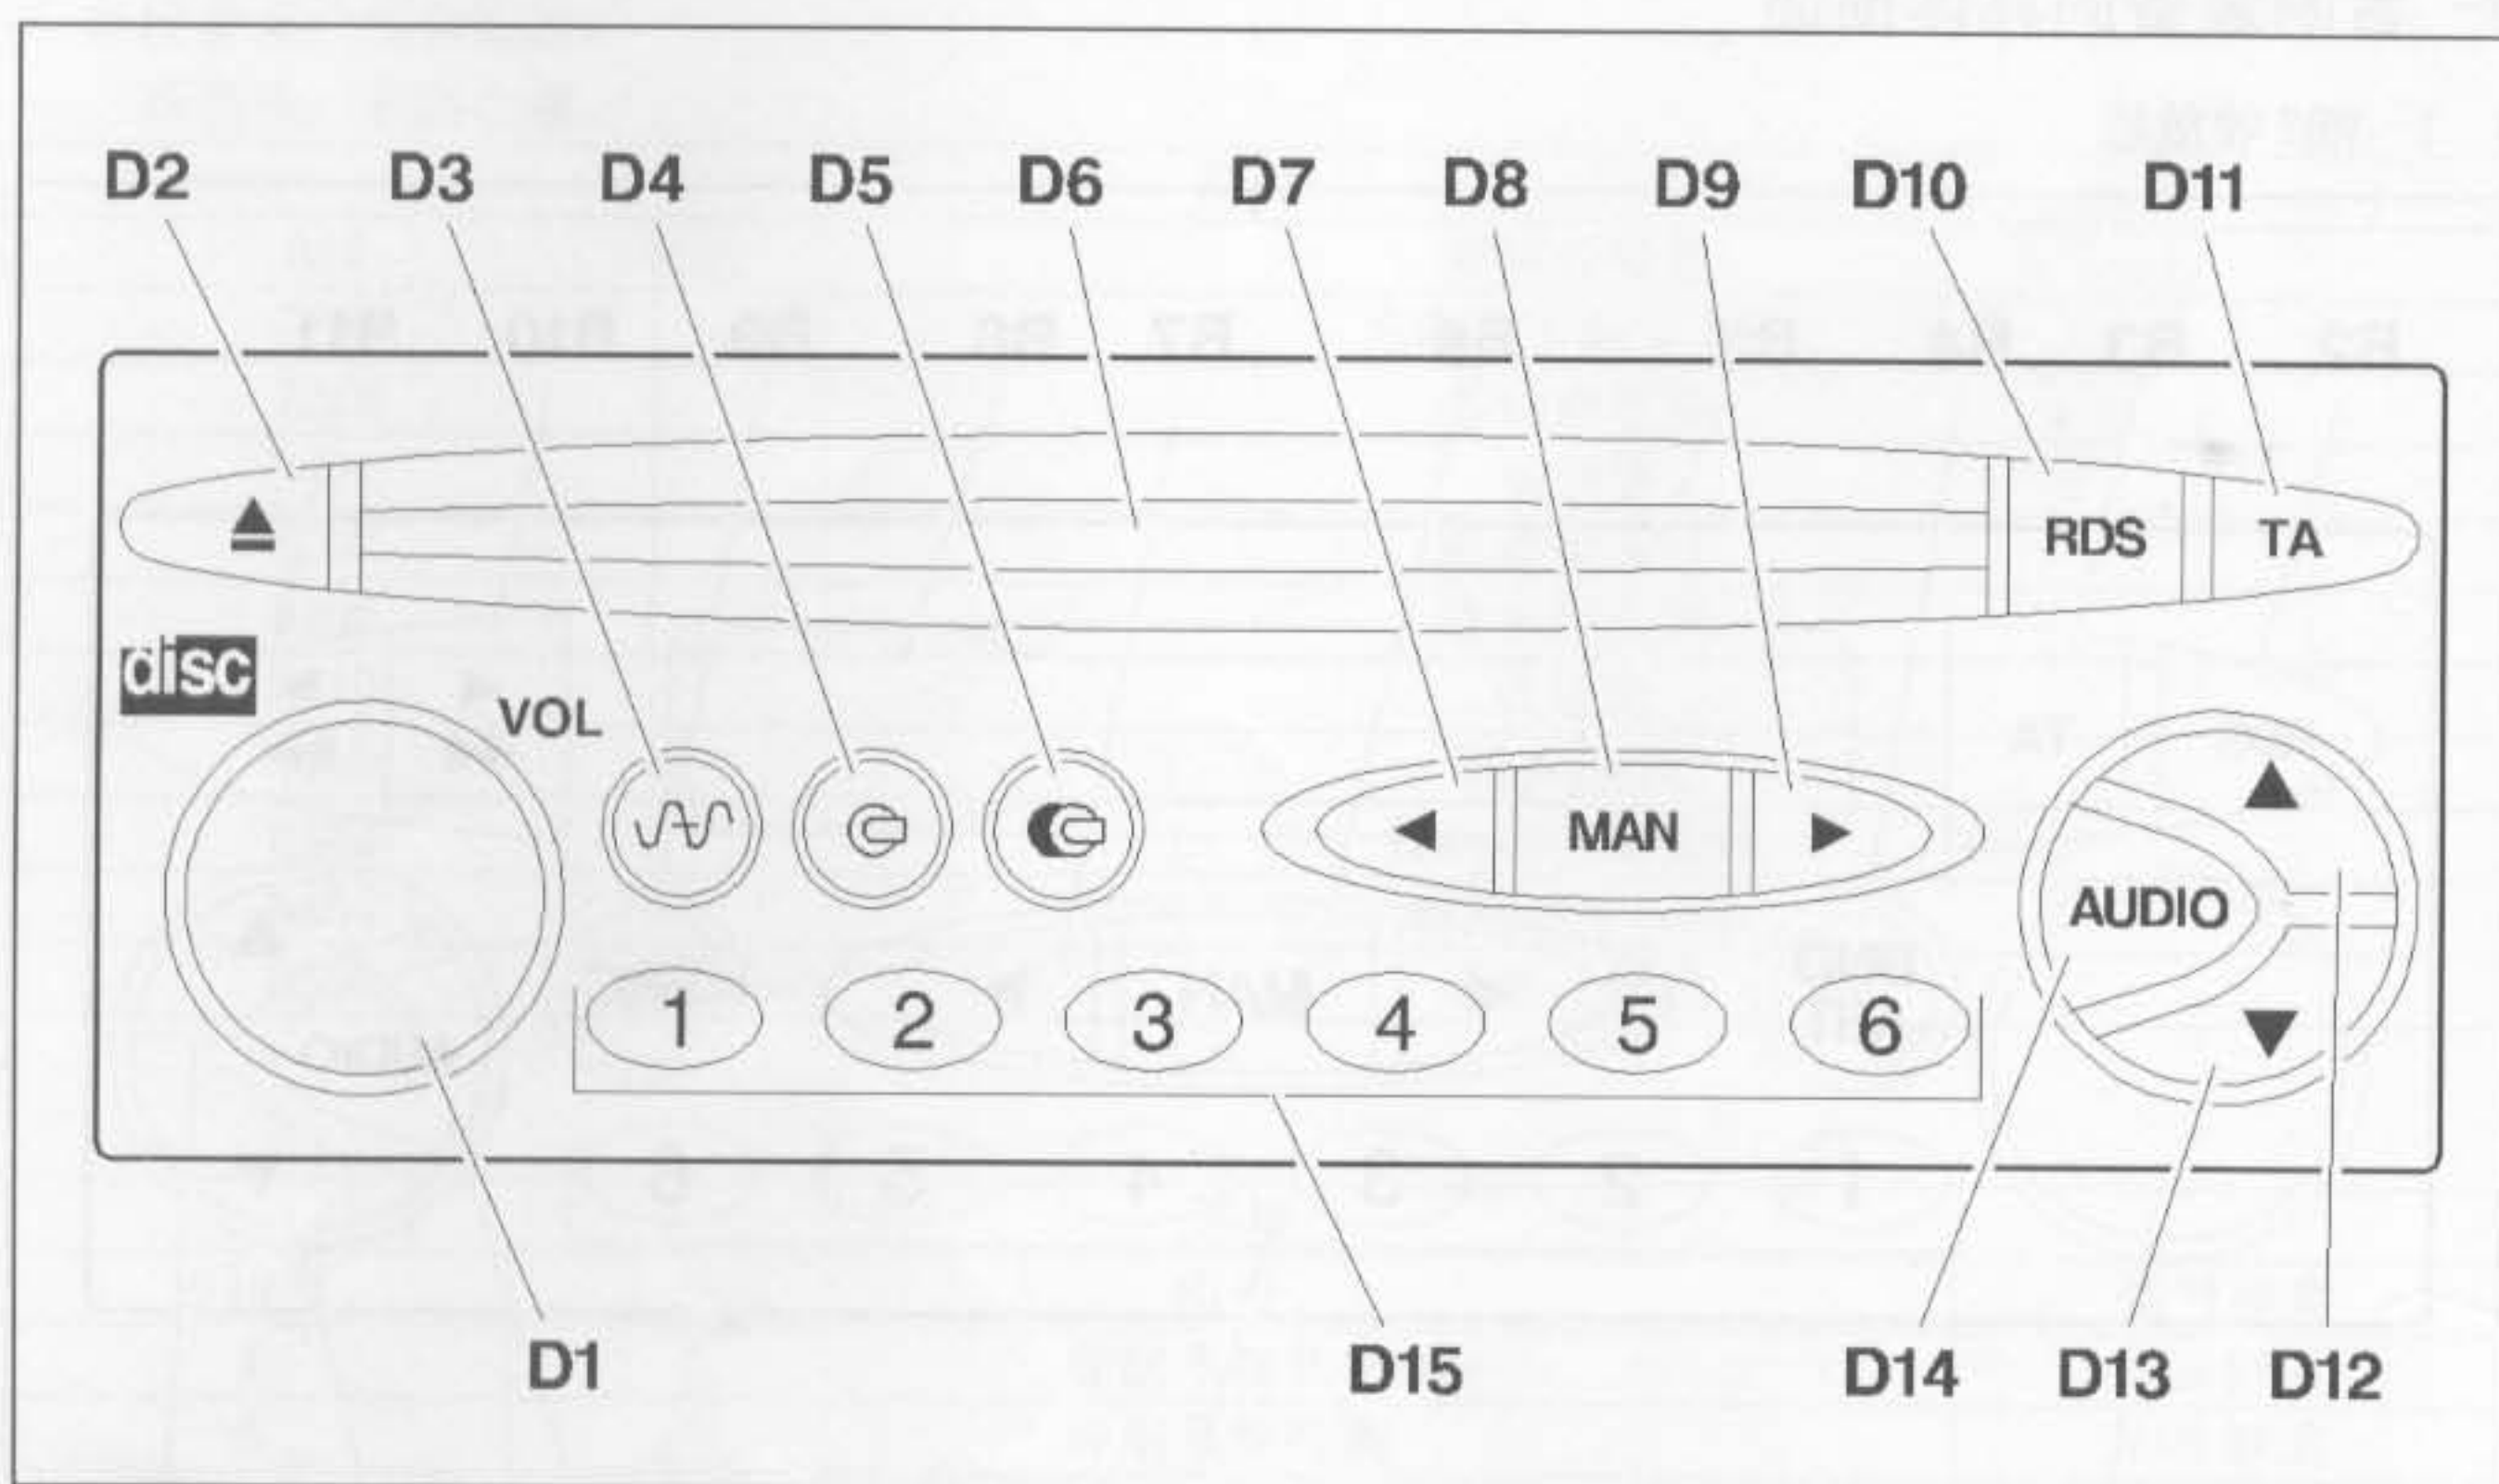 D2 D3 D4 D5 D6 D7 D8 D9 D10 D11
RDS TA
disc
VOL
MAN
AUDIO
1 2 3 4 5 6
D1 D15 D14 D13 D12